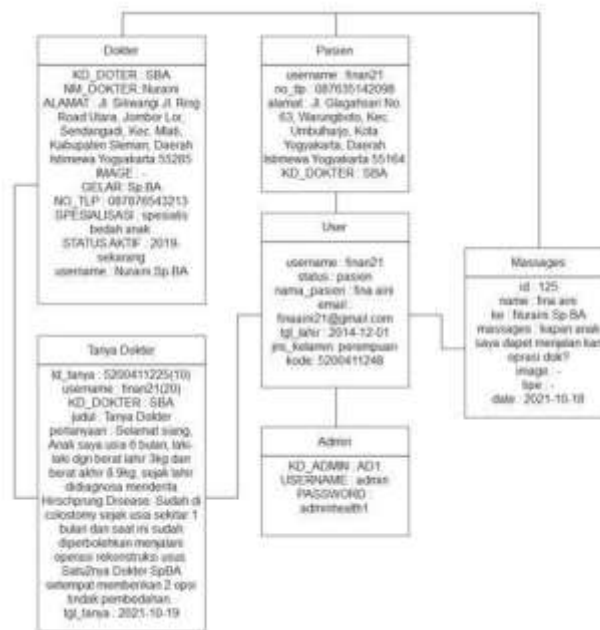 Dokter
KD_DOTER : SBA
NM_DOKTER: Nuraini
ALAMAT : Jl. Siliwangi Jl. Ring
Road Utara, Jombor Lor,
Sendangadi, Kec. Mlati,
Kabupaten Sleman, Daerah
Istimewa Yogyakarta 55285
IMAGE : -
GELAR: Sp.BA
NO_TLP : 087876543213
SPESIALISASI : spesialis
bedah anak
STATUS AKTIF : 2019-
sekarang
username : Nuraini Sp.BA
Pasien
username : finari21
no_tlp : 087635142098
alamat : Jl. Glagahsari No.
63, Warungboto, Kec.
Umbulharjo, Kota
Yogyakarta, Daerah
Istimewa Yogyakarta 55164
KD_DOKTER : SBA
User
username : finari21
status : pasien
nama_pasien : fina aini
email :
finaaini21@gmail.com
tgl_lahir : 2014-12-01
jns_kelamin: perempuan
kode: 5200411248
Massages
id : 125
name : fina aini
ke : Nuraini Sp.BA
massages : kapan anak
saya dapat menjalan kan
oprasi dok?
image : -
tipe : -
date : 2021-10-18
Tanya Dokter
id_tanya : 5200411225(10)
username : finari21(20)
KD_DOKTER : SBA
judul : Tanya Dokter
pertanyaan : Selamat siang,
Anak saya usia 6 bulan, laki-
laki dgn berat lahir 3kg dan
berat akhir 8.9kg, sejak lahir
didiagnosa menderita
Hirschprung Disease. Sudah di
colostomy sejak usia sekitar 1
bulan dan saat ini sudah
diperbolehkan menjalani
operasi rekonstruksi usus.
Dokter SpBA
setempat memberikan 2 opsi
tindak pembedahan.
tgl_tanya : 2021-10-19
Admin
KD_ADMIN : AD1
USERNAME : admin
PASSWORD :
adminhealth1